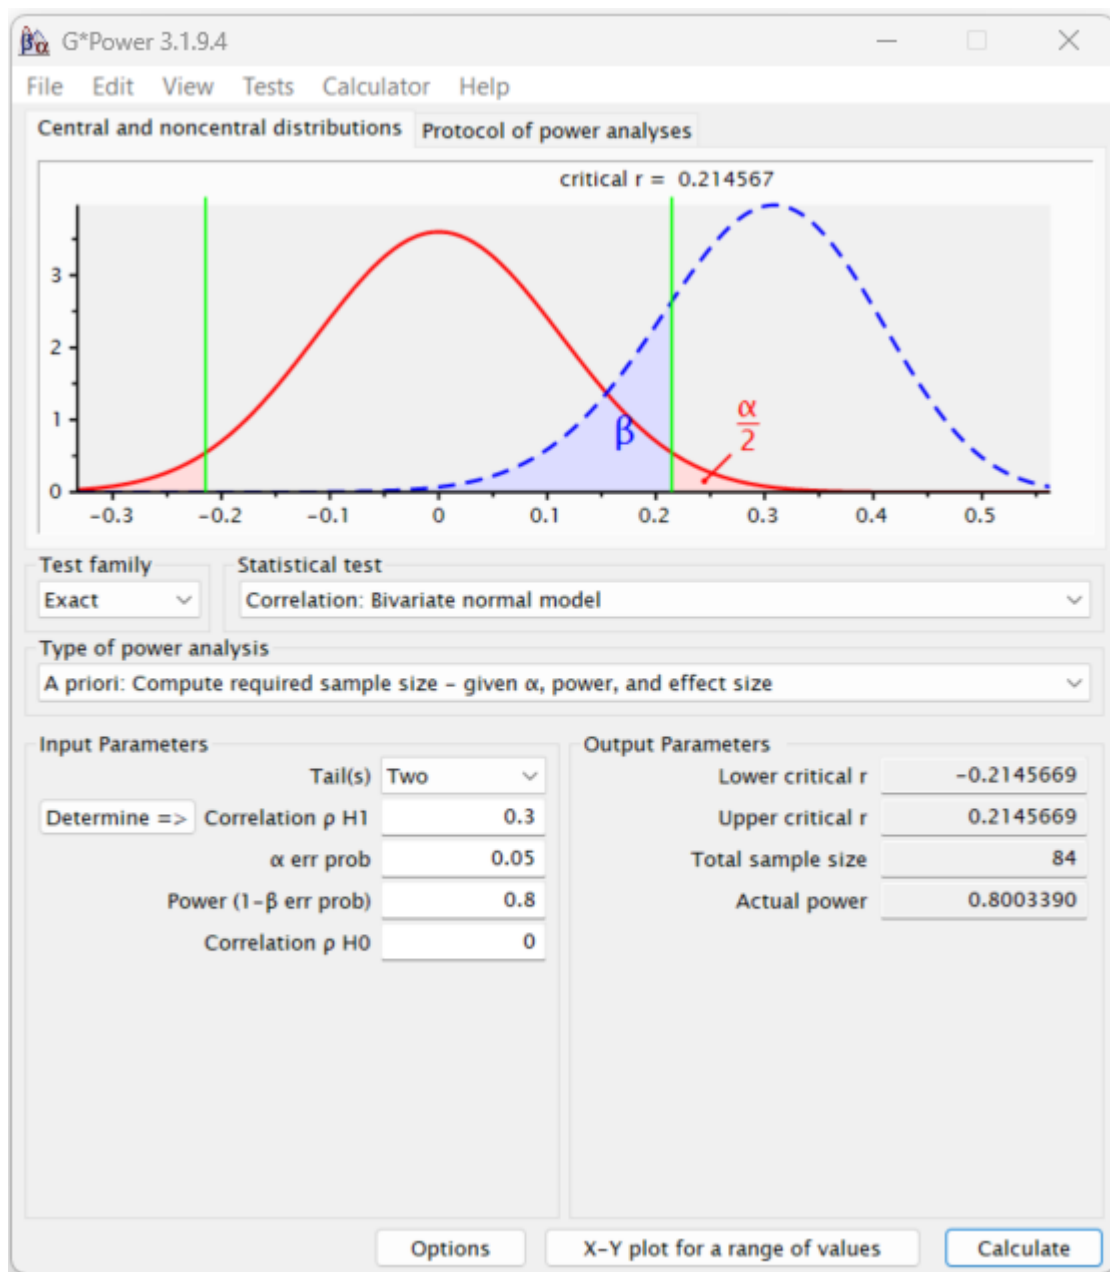 G*Power 3.1.9.4
File Edit View Tests Calculator Help
Central and noncentral distributions Protocol of power analyses
critical r = 0.214567
3
2
1
0
β
α
2
-0.3 -0.2 -0.1 0 0.1 0.2 0.3 0.4 0.5
Test family Statistical test
Exact Correlation: Bivariate normal model
Type of power analysis
A priori: Compute required sample size – given α, power, and effect size
Input Parameters Output Parameters
Tail(s) Two Lower critical r -0.2145669
Determine => Correlation ρ H1 0.3 Upper critical r 0.2145669
α err prob 0.05 Total sample size 84
Power (1-β err prob) 0.8 Actual power 0.8003390
Correlation ρ H0 0
Options X-Y plot for a range of values Calculate